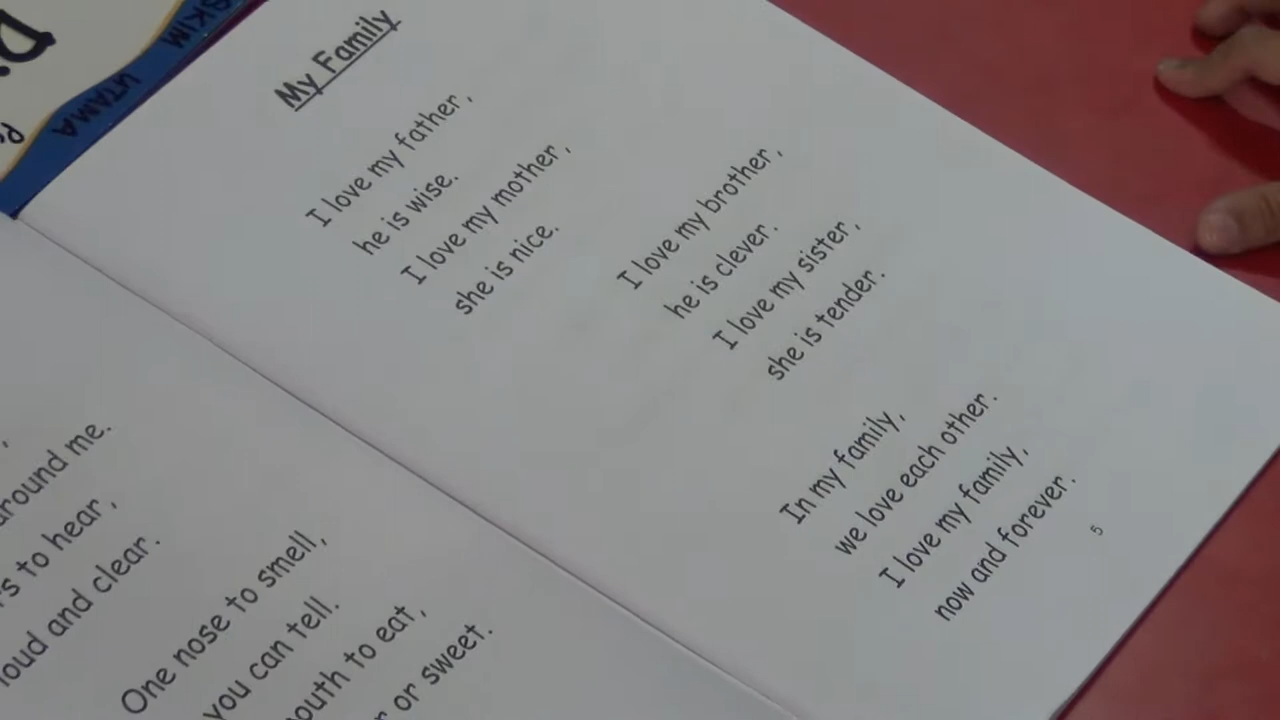 SKIM
UTAMA
My Family
I love my father,
he is wise.
I love my mother,
she is nice.
I love my brother,
he is clever.
I love my sister,
she is tender.
In my family,
we love each other.
I love my family,
now and forever.
5
around me.
to hear,
loud and clear.
One nose to smell,
you can tell.
mouth to eat,
or sweet.